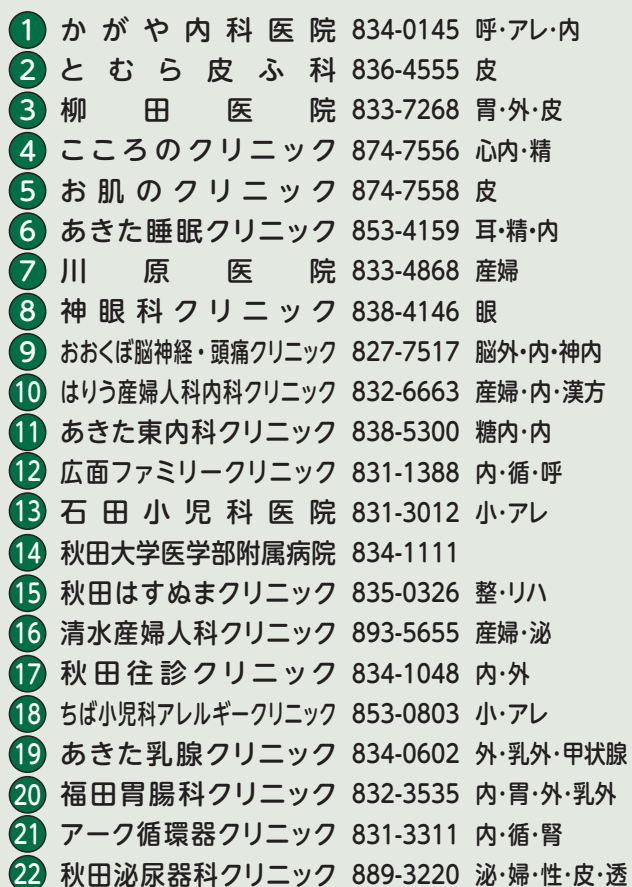 1 かがや内科医院 834-0145 呼・アレ・内
2 とむら皮ふ科 836-4555 皮
3 柳田医院 833-7268 胃・外・皮
4 こころのクリニック 874-7556 心内・精
5 お肌のクリニック 874-7558 皮
6 あきた睡眠クリニック 853-4159 耳・精・内
7 川原医院 833-4868 産婦
8 神眼科クリニック 838-4146 眼
9 おおくぼ脳神経・頭痛クリニック 827-7517 脳外・内・神内
10 はりう産婦人科内科クリニック 832-6663 産婦・内・漢方
11 あきた東内科クリニック 838-5300 糖内・内
12 広面ファミリークリニック 831-1388 内・循・呼
13 石田小児科医院 831-3012 小・アレ
14 秋田大学医学部附属病院 834-1111
15 秋田はすぬまクリニック 835-0326 整・リハ
16 清水産婦人科クリニック 893-5655 産婦・泌
17 秋田往診クリニック 834-1048 内・外
18 ちば小児科アレルギークリニック 853-0803 小・アレ
19 あきた乳腺クリニック 834-0602 外・乳外・甲状腺
20 福田胃腸科クリニック 832-3535 内・胃・外・乳外
21 アーク循環器クリニック 831-3311 内・循・腎
22 秋田泌尿器科クリニック 889-3220 泌・婦・性・皮・透